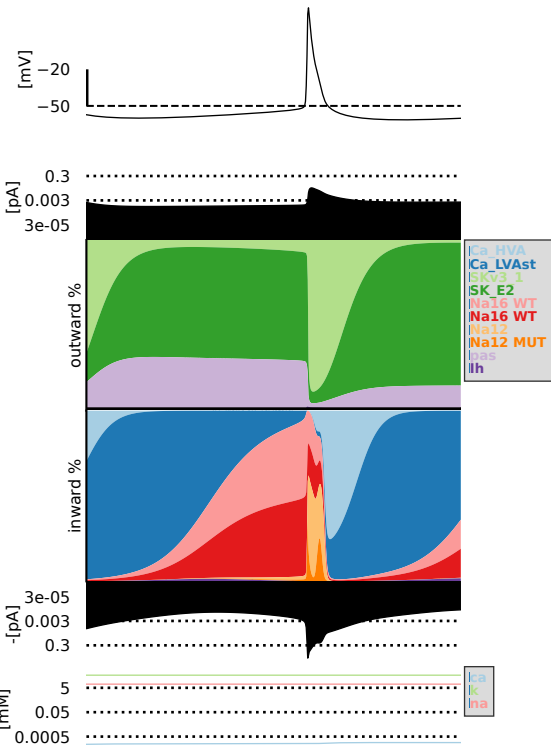 [mV]
−20
−50
[pA]
0.3
0.003
3e-05
outward %
Ca_HVA
Ca_LVAst
SKv3_1
SK_E2
Na16 WT
Na16 WT
Na12
Na12 MUT
pas
Ih
inward %
-[pA]
3e-05
0.003
0.3
[mM]
5
0.05
0.0005
ca
k
na